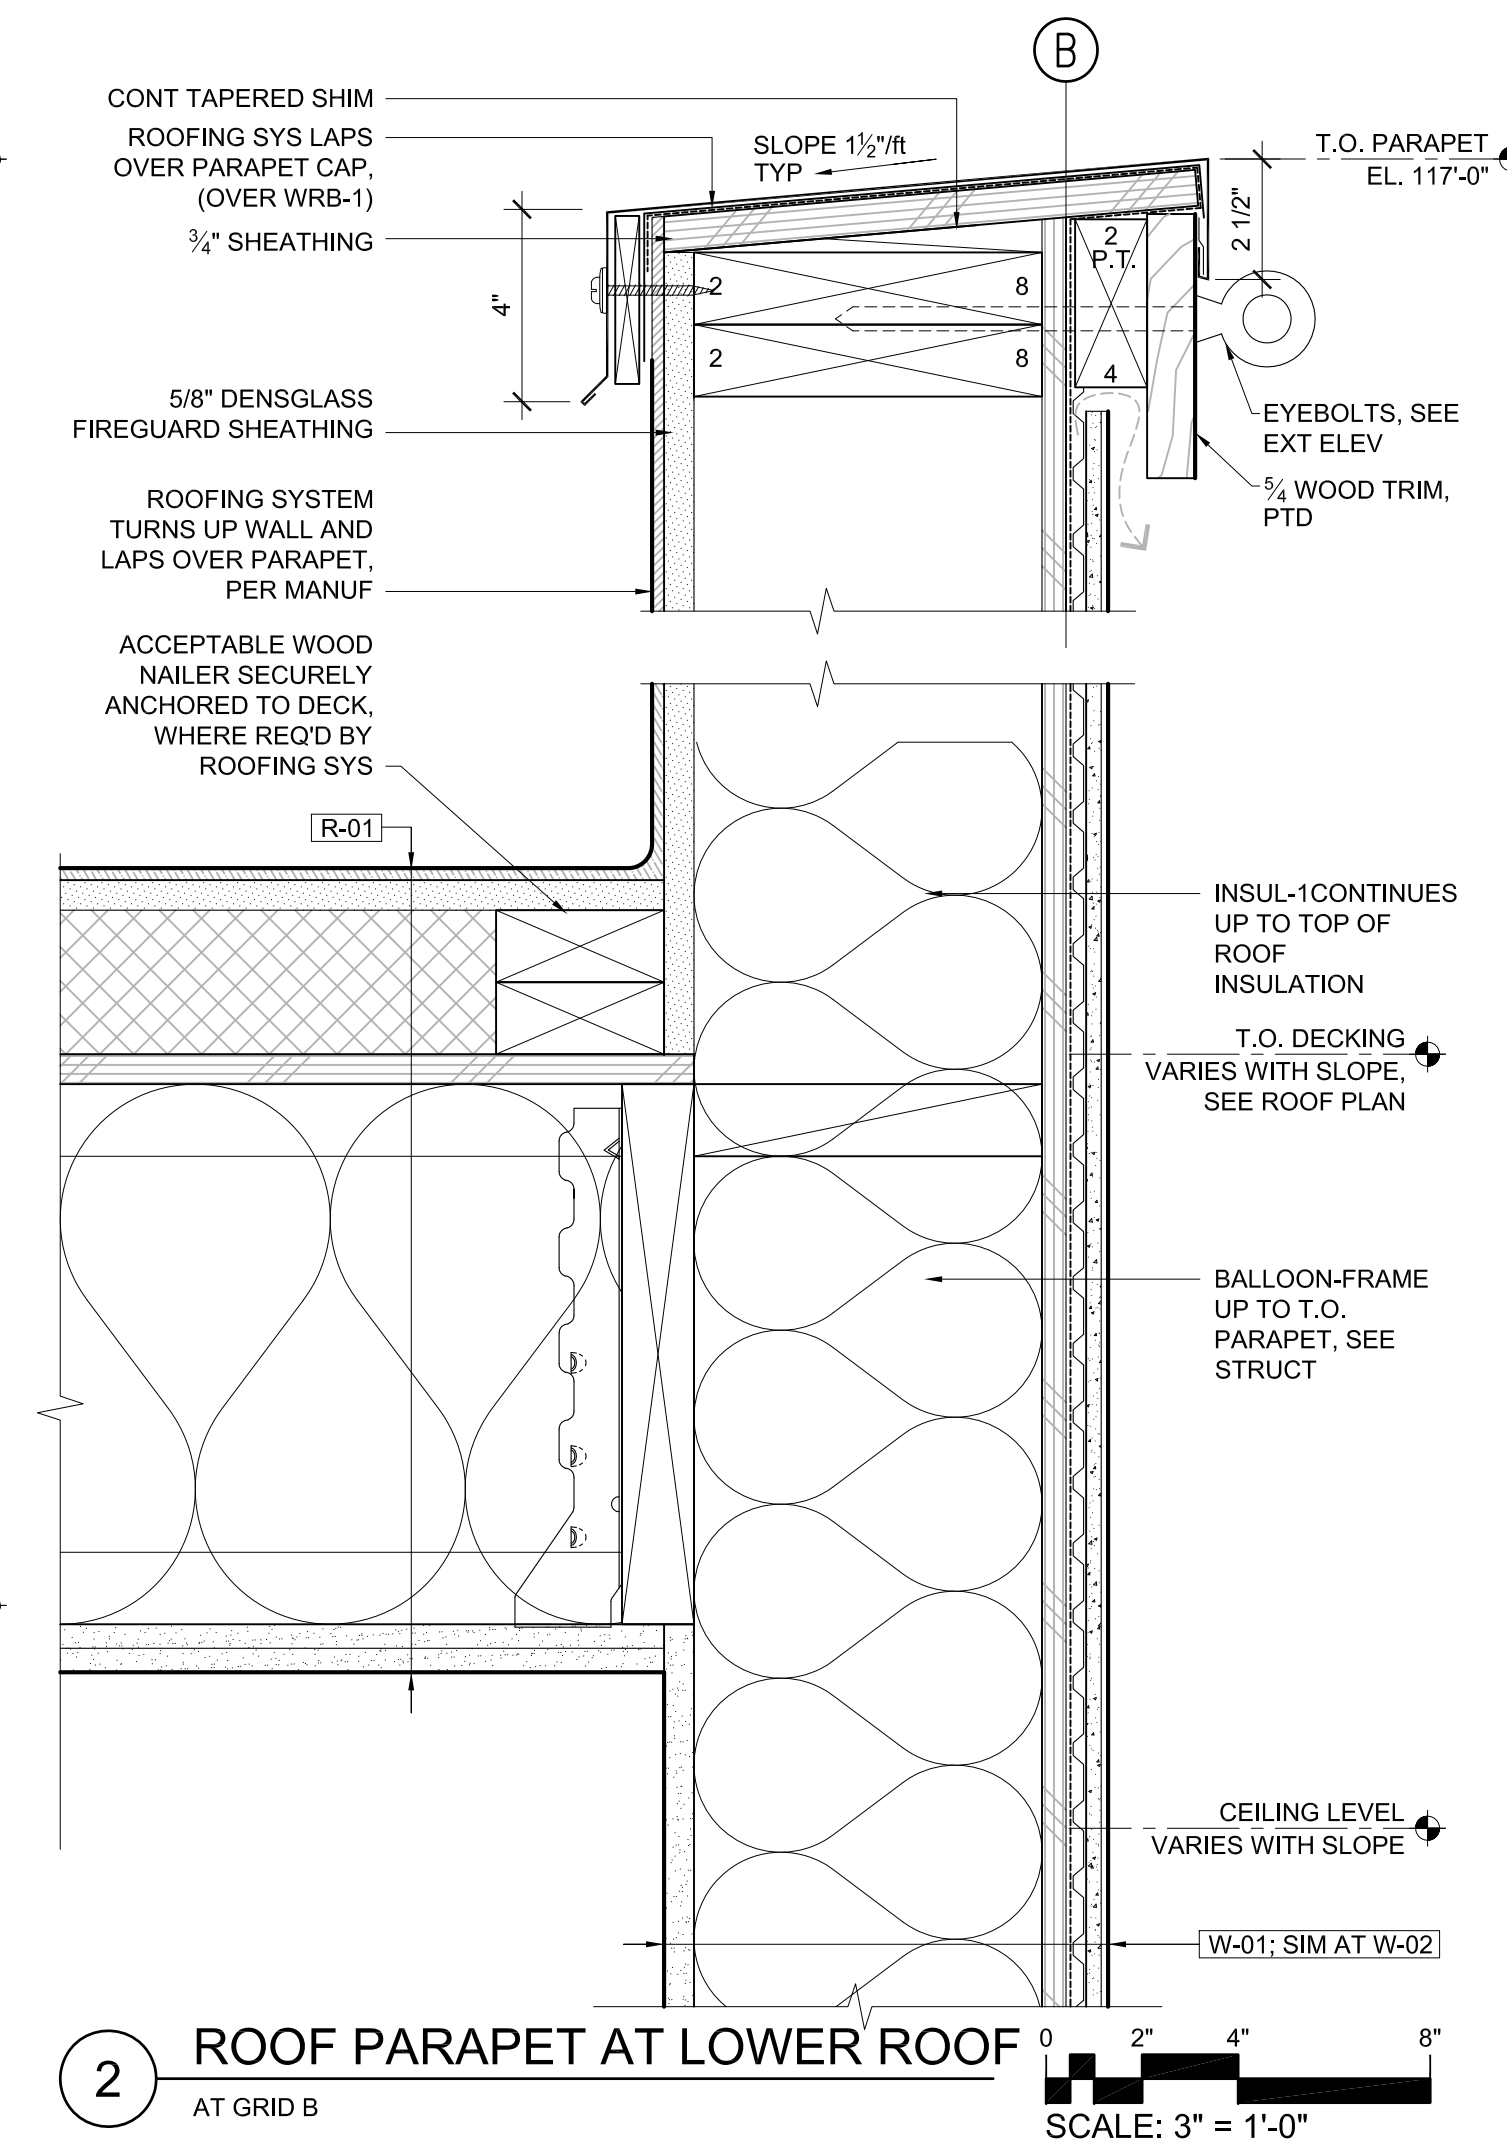 B
CONT TAPERED SHIM
ROOFING SYS LAPS
OVER PARAPET CAP,
(OVER WRB-1)
¾" SHEATHING
SLOPE 1½"/ft
TYP
T.O. PARAPET
EL. 117'-0"
2 1/2"
4"
2
P.T.
4
2 8
2 8
5/8" DENSGLASS
FIREGUARD SHEATHING
EYEBOLTS, SEE
EXT ELEV
5⁄4 WOOD TRIM,
PTD
ROOFING SYSTEM
TURNS UP WALL AND
LAPS OVER PARAPET,
PER MANUF
ACCEPTABLE WOOD
NAILER SECURELY
ANCHORED TO DECK,
WHERE REQ'D BY
ROOFING SYS
R-01
INSUL-1CONTINUES
UP TO TOP OF
ROOF
INSULATION
T.O. DECKING
VARIES WITH SLOPE,
SEE ROOF PLAN
BALLOON-FRAME
UP TO T.O.
PARAPET, SEE
STRUCT
CEILING LEVEL
VARIES WITH SLOPE
W-01; SIM AT W-02
2
ROOF PARAPET AT LOWER ROOF
AT GRID B
0 2" 4" 8"
SCALE: 3" = 1'-0"